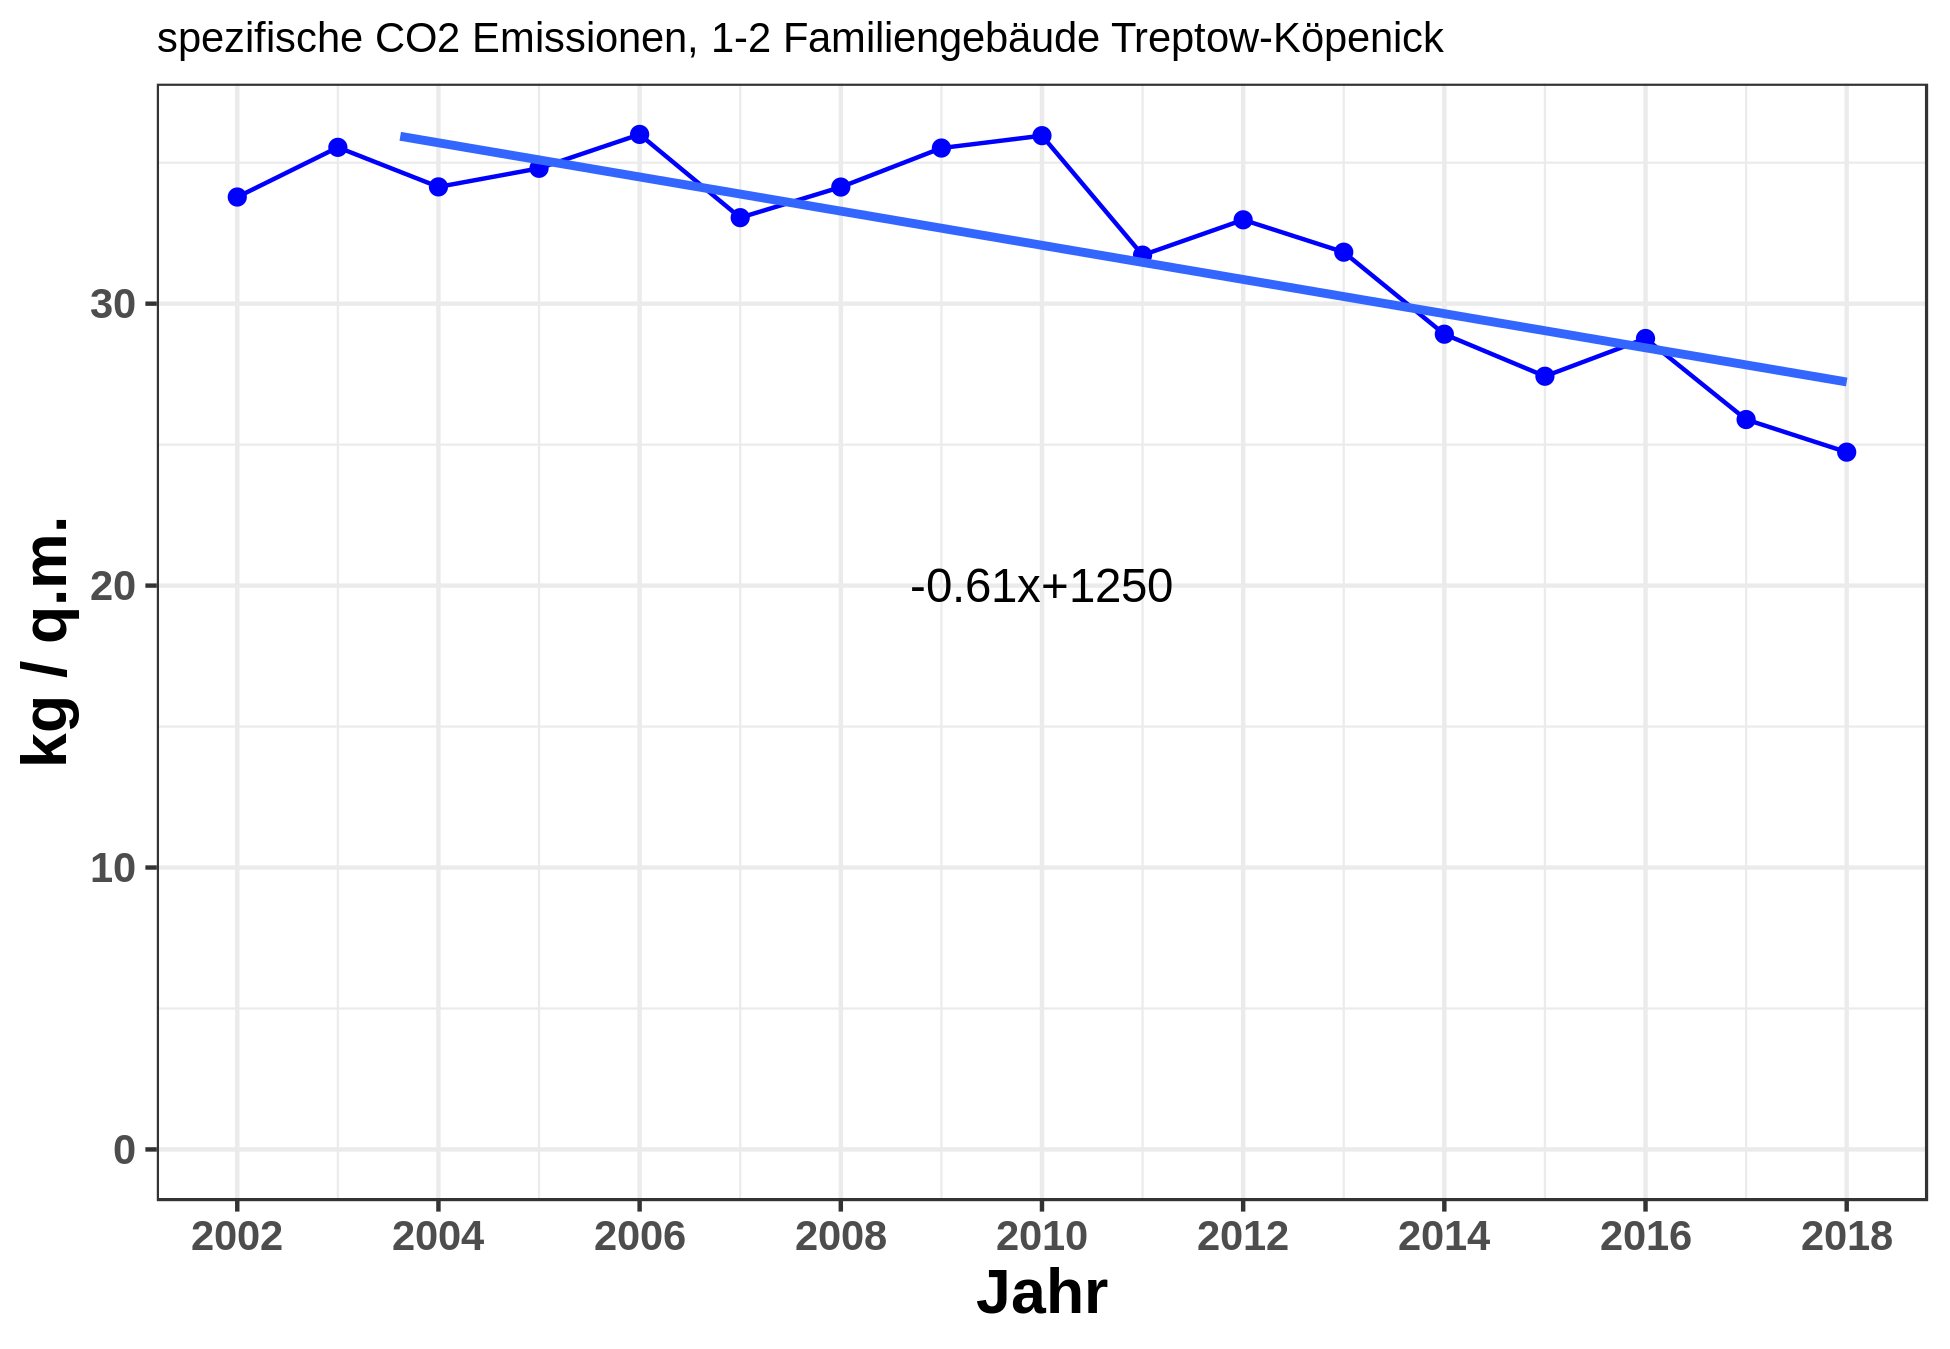 spezifische CO2 Emissionen, 1-2 Familiengebäude Treptow-Köpenick
kg / q.m.
30
20
10
0
-0.61x+1250
2002 2004 2006 2008 2010 2012 2014 2016 2018
Jahr